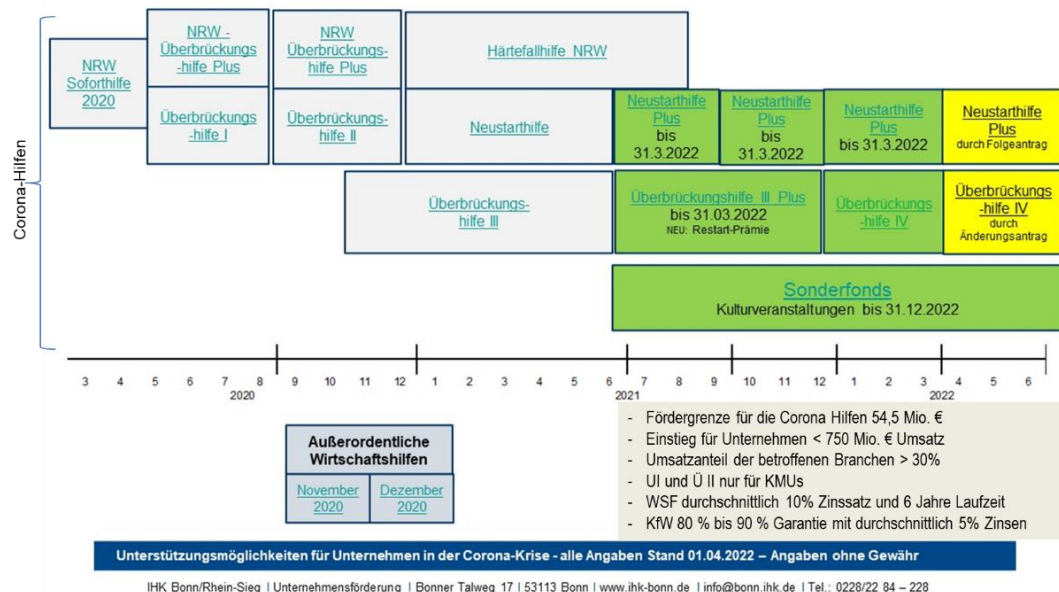 Corona-Hilfen
NRW
Soforthilfe
2020
NRW -
Überbrückungs
-hilfe Plus
NRW
Überbrückungs-
hilfe Plus
Härtefallhilfe NRW
Überbrückungs
-hilfe I
Überbrückungs-
hilfe II
Neustarthilfe
Neustarthilfe
Plus
bis
31.3.2022
Neustarthilfe
Plus
bis
31.3.2022
Neustarthilfe
Plus
bis 31.3.2022
Neustarthilfe
Plus
durch Folgeantrag
Überbrückungs-
hilfe III
Überbrückungshilfe III Plus
bis 31.03.2022
NEU: Restart-Prämie
Überbrückungs
-hilfe IV
Überbrückungs
-hilfe IV
durch
Änderungsantrag
Sonderfonds
Kulturveranstaltungen bis 31.12.2022
3 4 5 6 7 8 9 10 11 12 1 2 3 4 5 6 7 8 9 10 11 12 1 2 3 4 5 6
2020 2021 2022
Außerordentliche
Wirtschaftshilfen
November
2020
Dezember
2020
- Fördergrenze für die Corona Hilfen 54,5 Mio. €
- Einstieg für Unternehmen < 750 Mio. € Umsatz
- Umsatzanteil der betroffenen Branchen > 30%
- UI und Ü II nur für KMUs
- WSF durchschnittlich 10% Zinssatz und 6 Jahre Laufzeit
- KfW 80 % bis 90 % Garantie mit durchschnittlich 5% Zinsen
Unterstützungsmöglichkeiten für Unternehmen in der Corona-Krise - alle Angaben Stand 01.04.2022 – Angaben ohne Gewähr
IHK Bonn/Rhein-Sieg | Unternehmensförderung | Bonner Talweg 17 | 53113 Bonn | www.ihk-bonn.de | info@bonn.ihk.de | Tel.: 0228/22 84 – 228